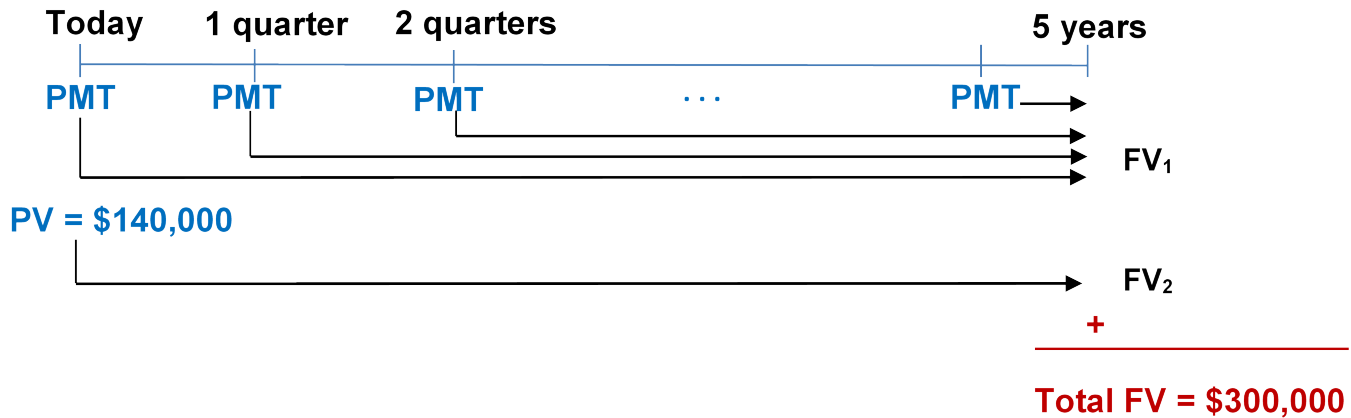 Today 1 quarter 2 quarters 5 years
PMT PMT PMT ... PMT
FV₁
PV = $140,000
FV₂
+
Total FV = $300,000